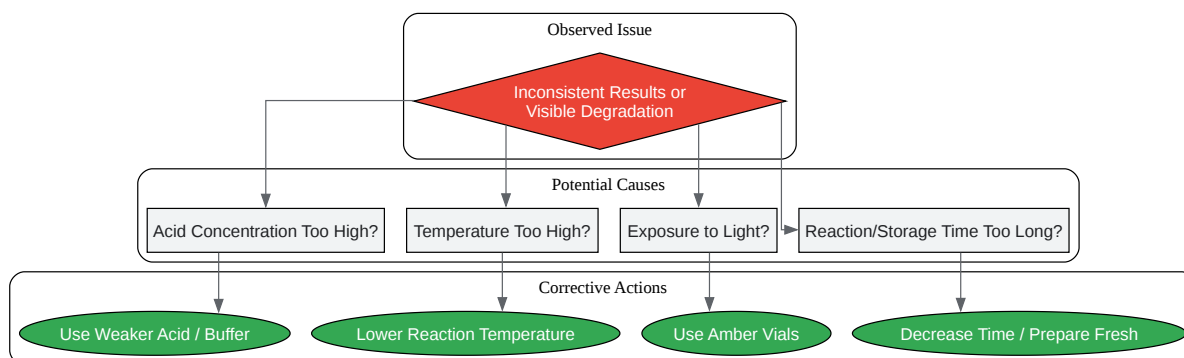 Observed Issue
Inconsistent Results or
Visible Degradation
Potential Causes
Acid Concentration Too High?
Temperature Too High?
Exposure to Light?
Reaction/Storage Time Too Long?
Corrective Actions
Use Weaker Acid / Buffer
Lower Reaction Temperature
Use Amber Vials
Decrease Time / Prepare Fresh